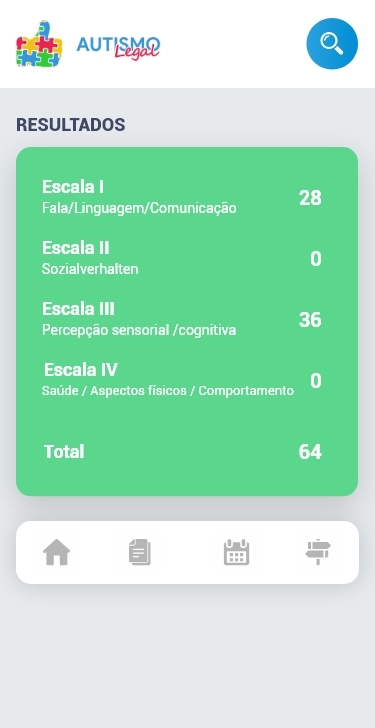 AUTISMO
Legal
RESULTADOS
Escala I
Fala/Linguagem/Comunicação
28
Escala II
Sozialverhalten
0
Escala III
Percepção sensorial /cognitiva
36
Escala IV
Saúde / Aspectos físicos / Comportamento
0
Total
64